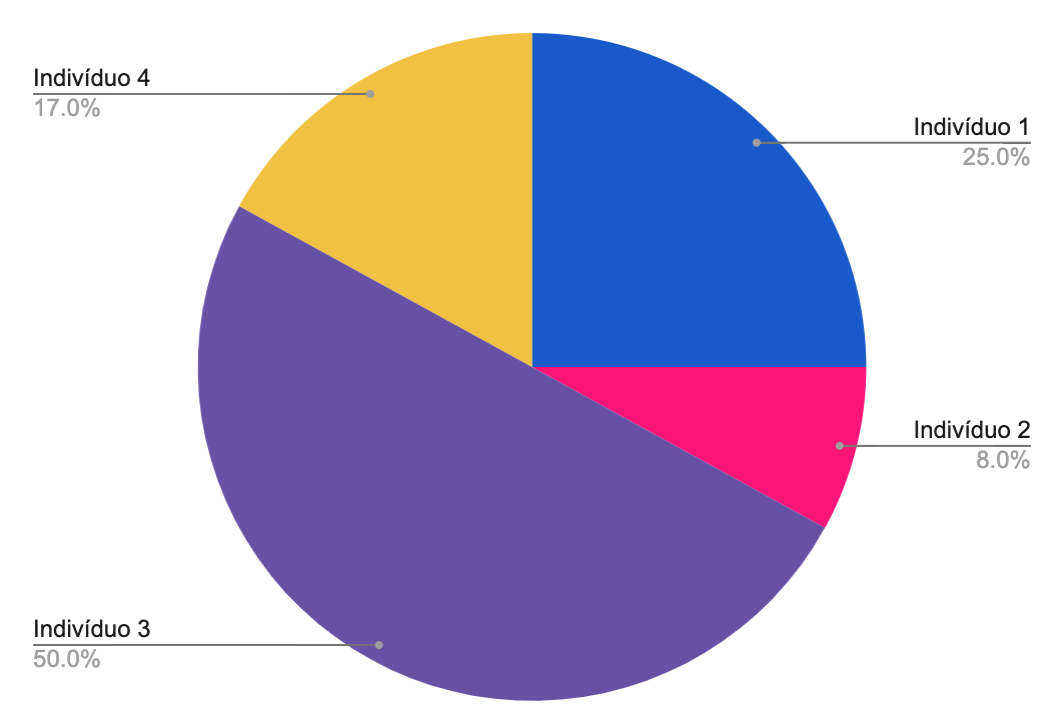 Indivíduo 4
17.0%
Indivíduo 1
25.0%
Indivíduo 2
8.0%
Indivíduo 3
50.0%